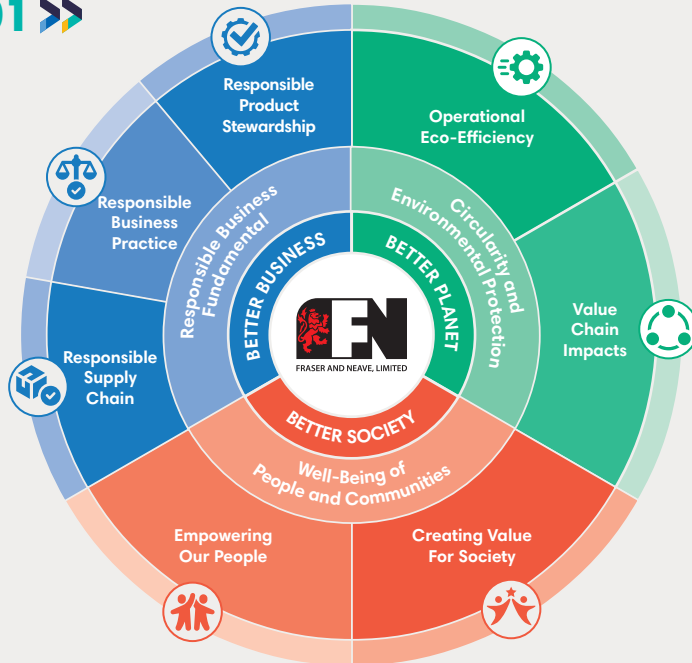 01
Responsible
Product
Stewardship
Operational
Eco-Efficiency
Responsible
Business
Practice
Value
Chain
Impacts
Responsible
Supply
Chain
Empowering
Our People
Creating Value
For Society
Responsible Business
Fundamental
Circularity and
Environmental Protection
Well-Being of
People and Communities
BETTER BUSINESS
BETTER PLANET
BETTER SOCIETY
FN
FRASER AND NEAVE, LIMITED